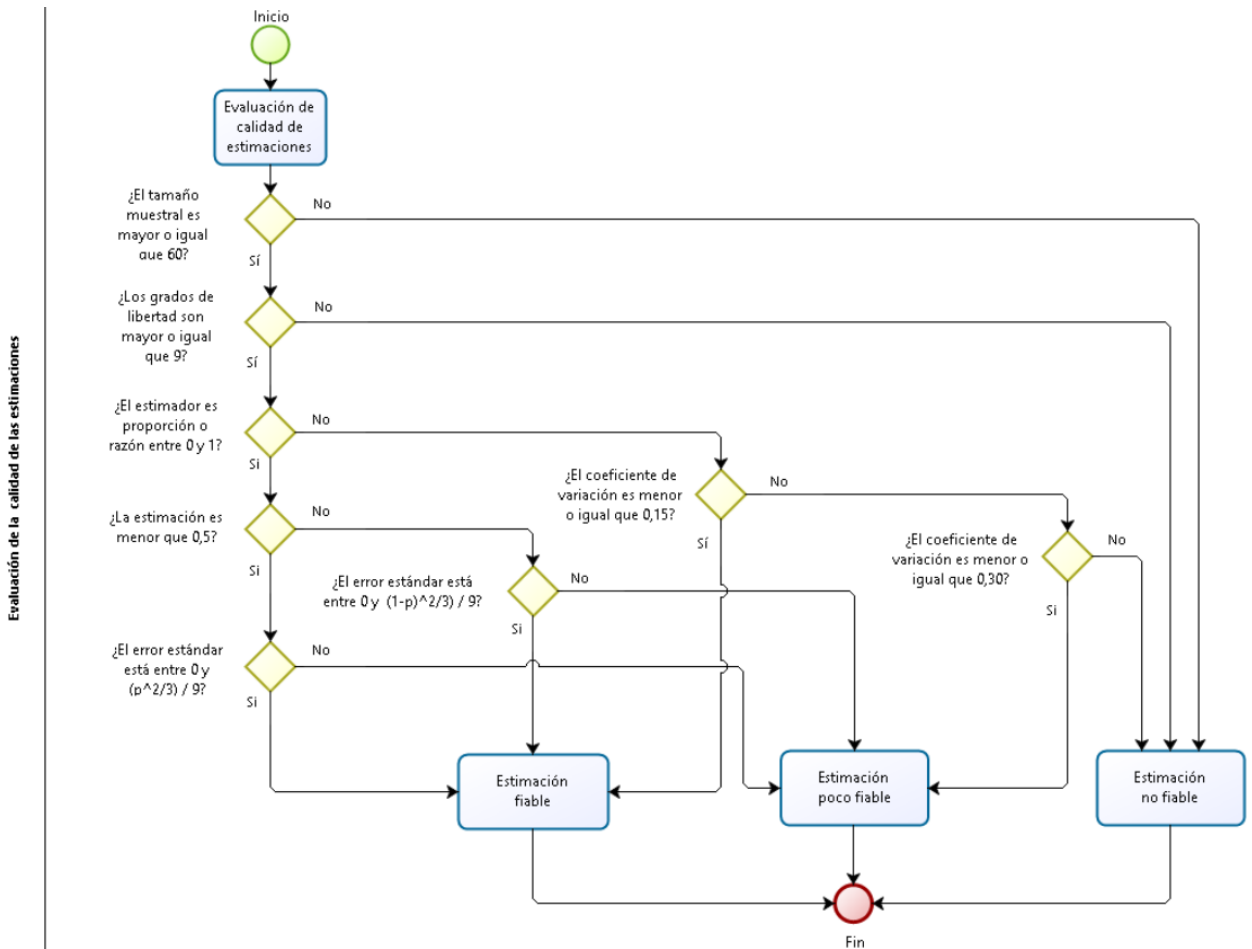 Evaluación de la calidad de las estimaciones
Inicio
Evaluación de
calidad de
estimaciones
¿El tamaño
muestral es
mayor o igual
que 60?
No
Sí
¿Los grados de
libertad son
mayor o igual
que 9?
No
Sí
¿El estimador es
proporción o
razón entre 0 y 1?
No
Si
¿El coeficiente de
variación es menor
o igual que 0,15?
No
Sí
¿La estimación es
menor que 0,5?
No
Si
¿El coeficiente de
variación es menor o
igual que 0,30?
No
Si
¿El error estándar está
entre 0 y (1-p)^2/3) / 9?
No
Si
¿El error estándar
está entre 0 y
(p^2/3) / 9?
No
Si
Estimación
fiable
Estimación
poco fiable
Estimación
no fiable
Fin